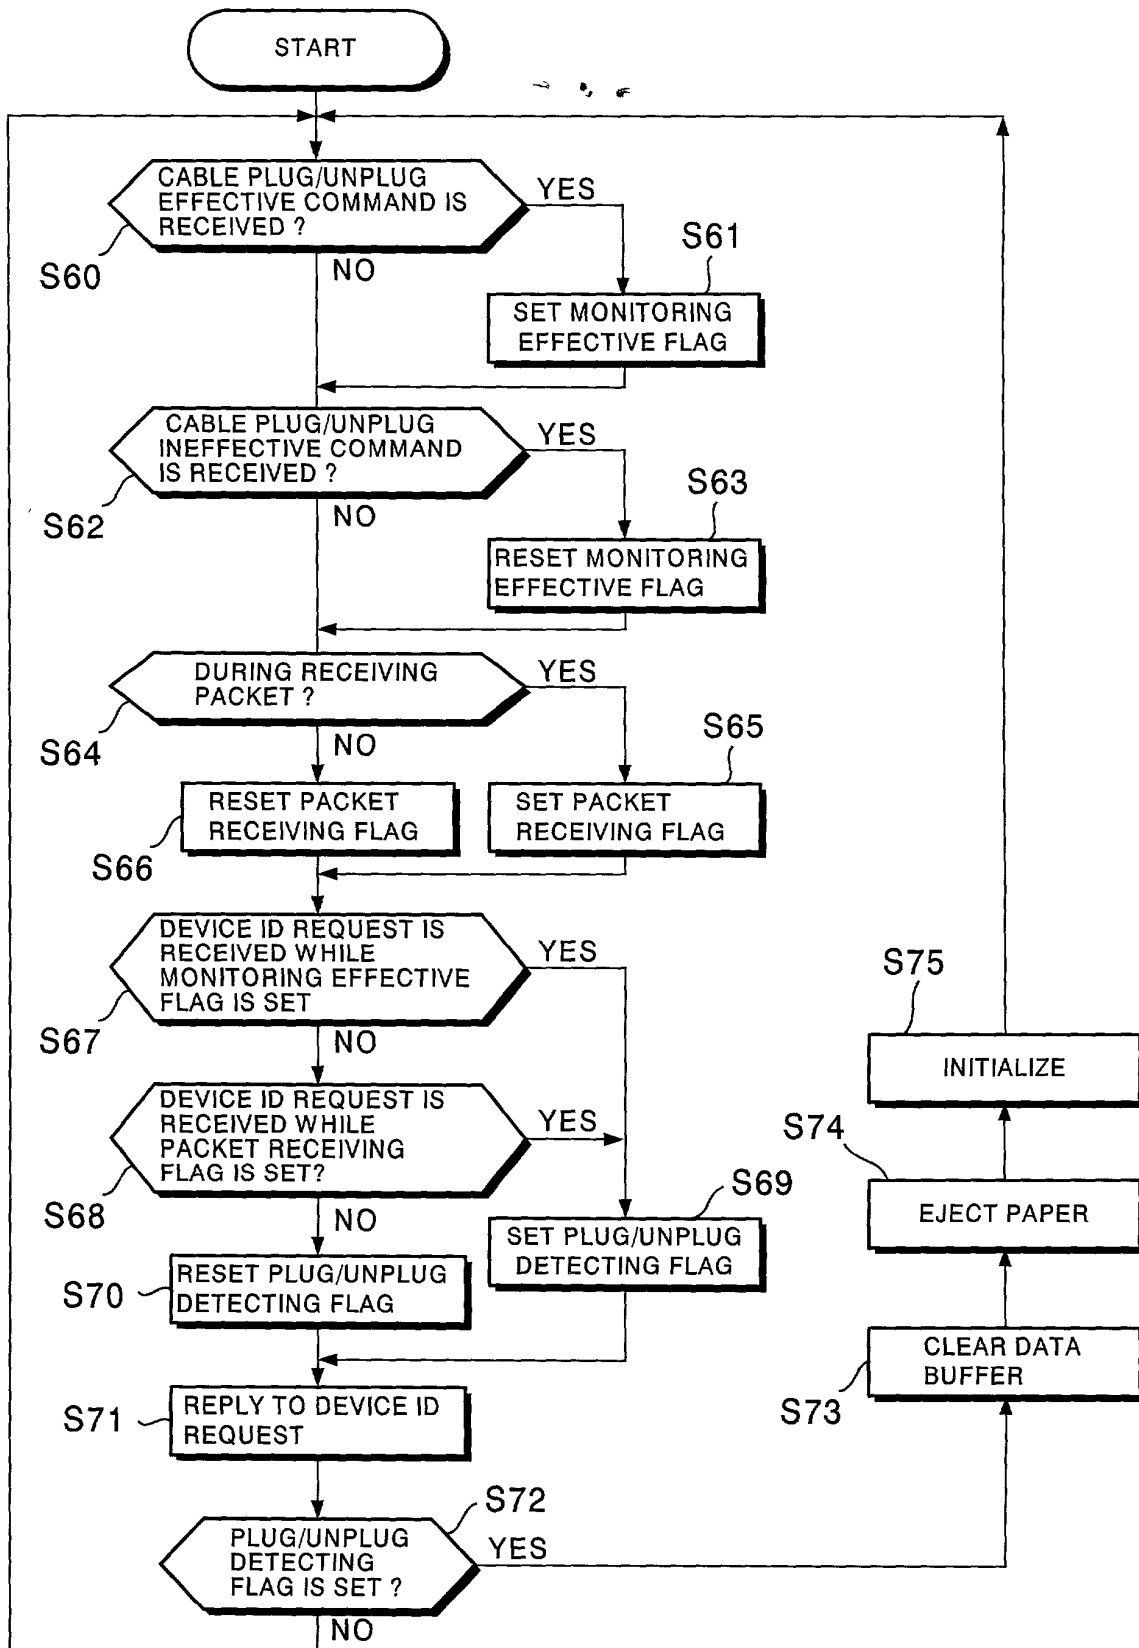 START
CABLE PLUG/UNPLUG
EFFECTIVE COMMAND IS
RECEIVED ?
YES
S60
NO
S61
SET MONITORING
EFFECTIVE FLAG
CABLE PLUG/UNPLUG
INEFFECTIVE COMMAND
IS RECEIVED ?
YES
S62
NO
S63
RESET MONITORING
EFFECTIVE FLAG
DURING RECEIVING
PACKET ?
YES
S64
NO
S65
RESET PACKET
RECEIVING FLAG
S66
SET PACKET
RECEIVING FLAG
DEVICE ID REQUEST IS
RECEIVED WHILE
MONITORING EFFECTIVE
FLAG IS SET
YES
S67
NO
DEVICE ID REQUEST IS
RECEIVED WHILE
PACKET RECEIVING
FLAG IS SET?
YES
S68
NO
S69
SET PLUG/UNPLUG
DETECTING FLAG
S70
RESET PLUG/UNPLUG
DETECTING FLAG
S71
REPLY TO DEVICE ID
REQUEST
S72
PLUG/UNPLUG
DETECTING
FLAG IS SET ?
YES
NO
S75
INITIALIZE
S74
EJECT PAPER
CLEAR DATA
BUFFER
S73